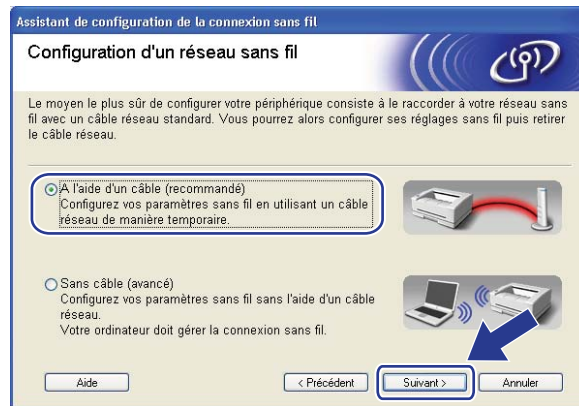 Assistant de configuration de la connexion sans fil
Configuration d'un réseau sans fil
Le moyen le plus sûr de configurer votre périphérique consiste à le raccorder à votre réseau sans
fil avec un câble réseau standard. Vous pourrez alors configurer ses réglages sans fil puis retirer
le câble réseau.
A l'aide d'un câble (recommandé)
Configurez vos paramètres sans fil en utilisant un câble
réseau de manière temporaire.
Sans câble (avancé)
Configurez vos paramètres sans fil sans l'aide d'un câble
réseau.
Votre ordinateur doit gérer la connexion sans fil.
Aide
< Précédent
Suivant >
Annuler